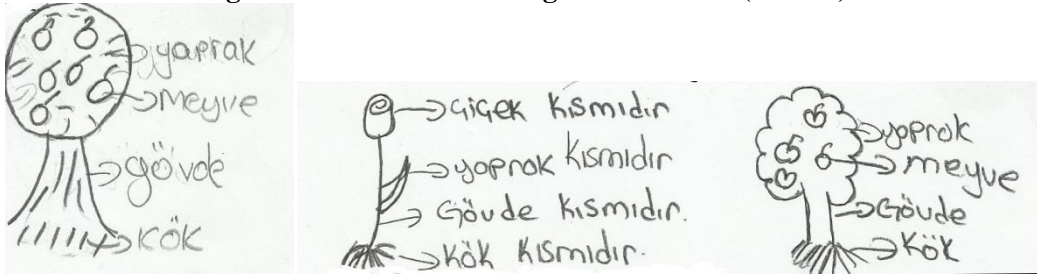 yaprak
meyve
gövde
kök
Çiçek kısmıdır
yaprak kısmıdır
Gövde kısmıdır.
kök kısmıdır.
yaprak
meyve
Gövde
kök